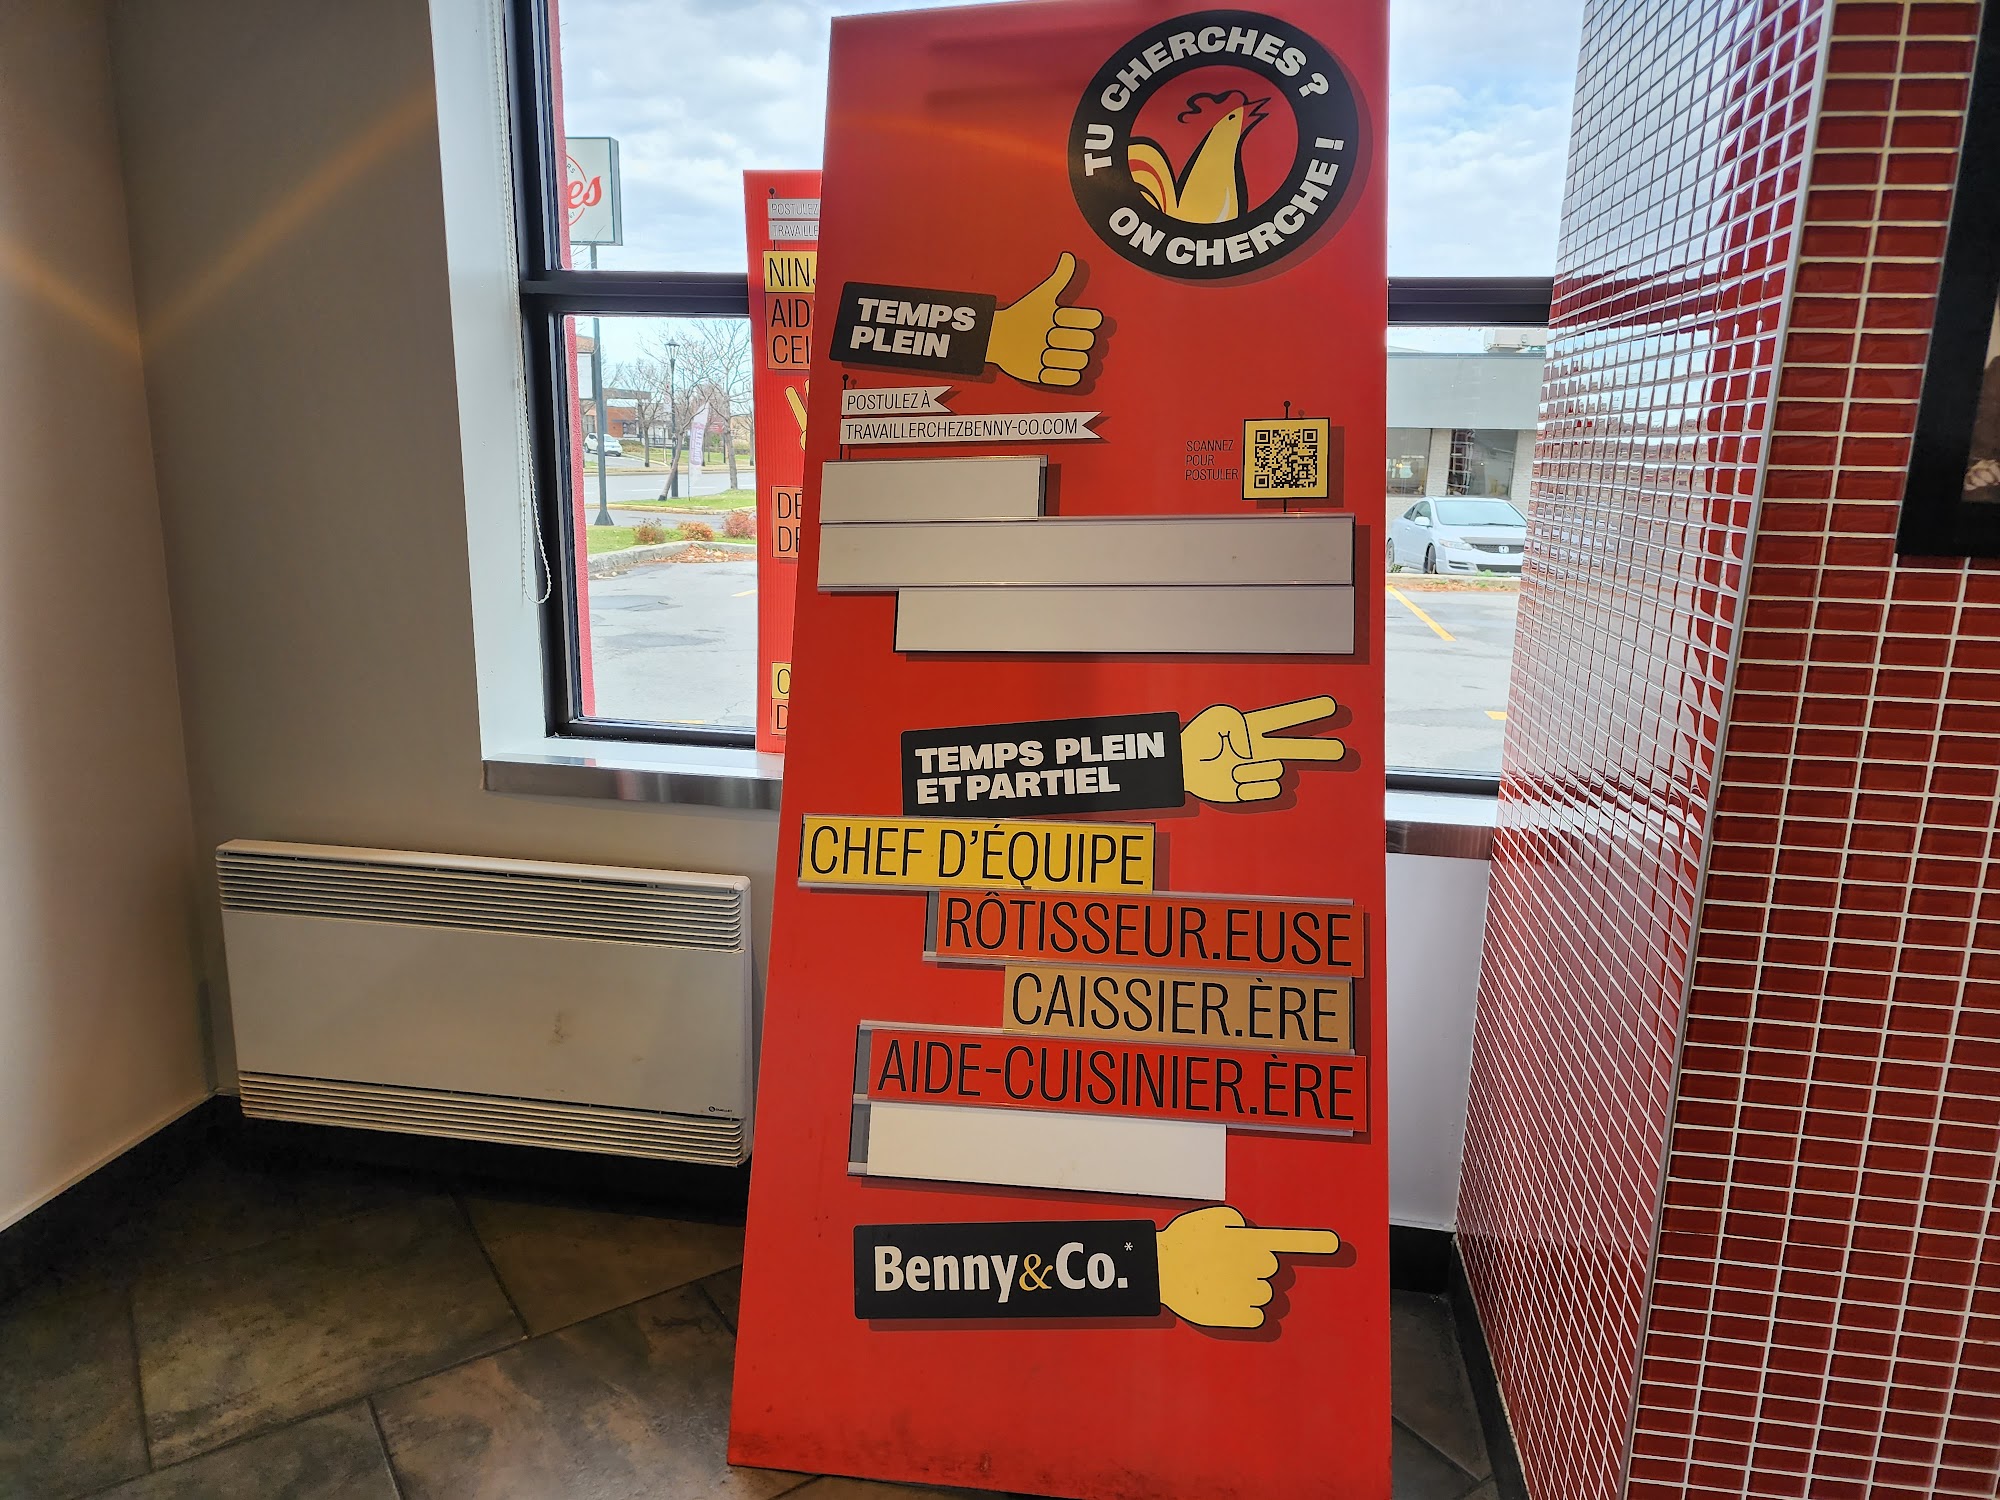 TU CHERCHES ?
ON CHERCHE !
TEMPS
PLEIN
POSTULEZ À
TRAVAILLERCHEZBENNY-CO.COM
SCANNEZ
POUR
POSTULER
TEMPS PLEIN
ET PARTIEL
CHEF D'ÉQUIPE
RÔTISSEUR.EUSE
CAISSIER.ÈRE
AIDE-CUISINIER.ÈRE
Benny&Co.*
POSTULEZ